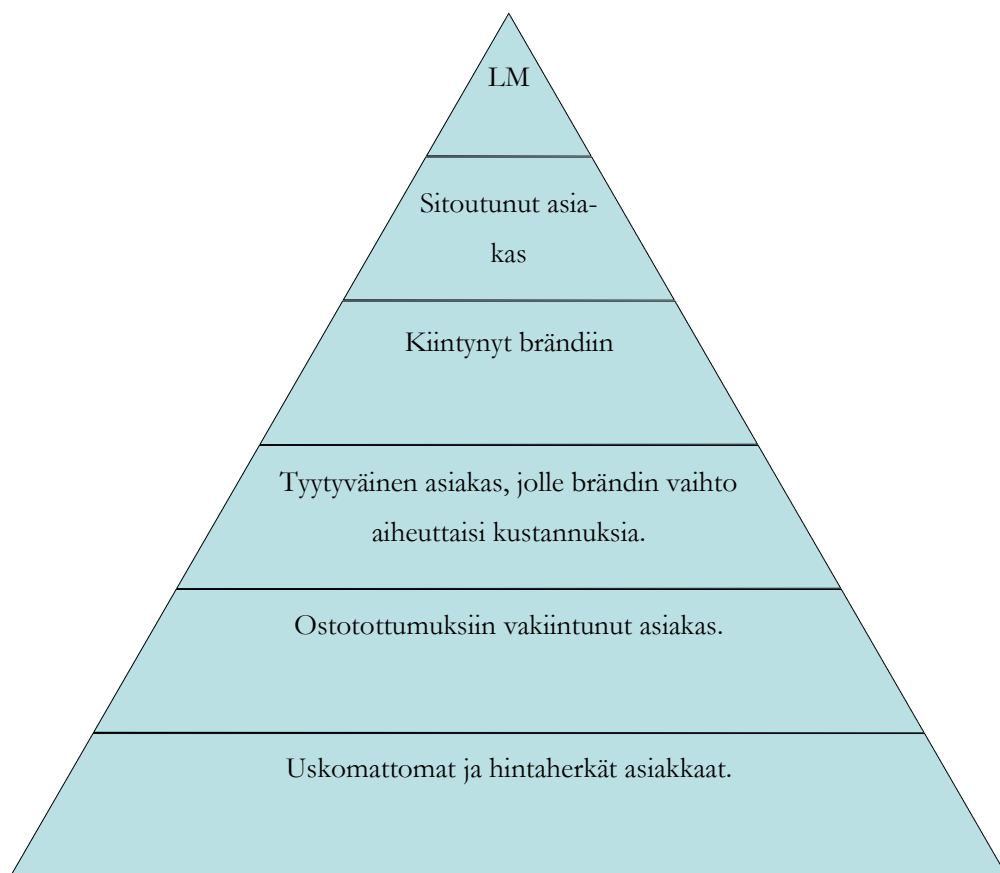 LM
Sitoutunut asia-
kas
Kiintynyt brändiin
Tyytyväinen asiakas, jolle brändin vaihto
aiheuttaisi kustannuksia.
Ostotottumuksiin vakiintunut asiakas.
Uskomattomat ja hintaherkät asiakkaat.